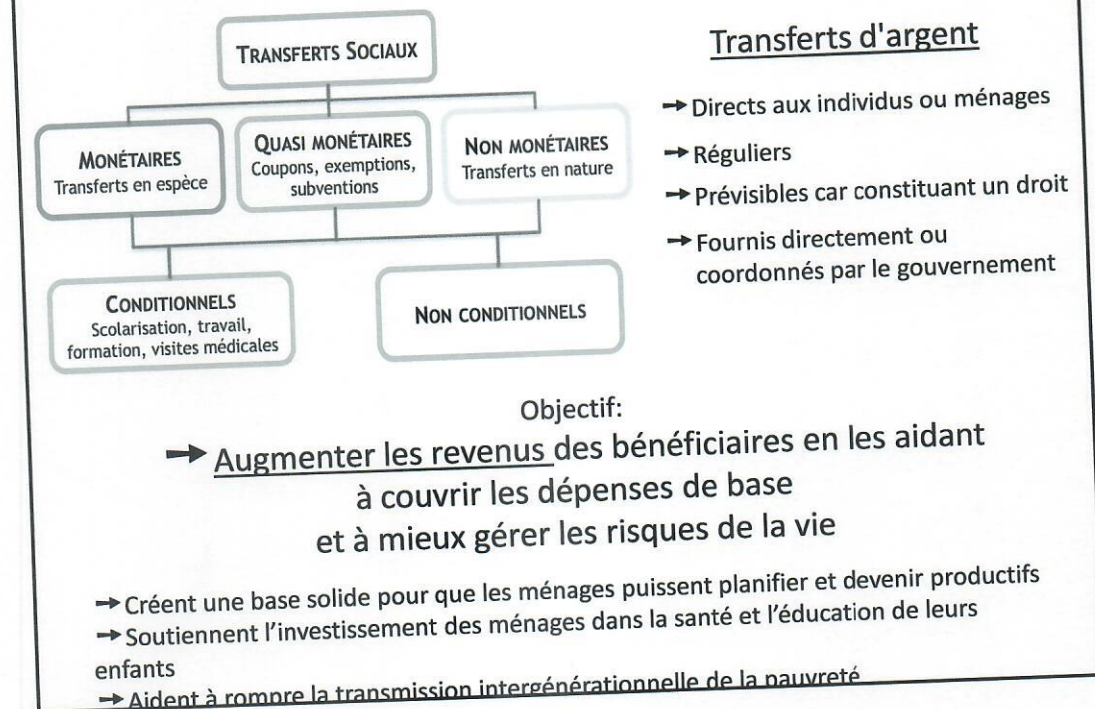 TRANSFERTS SOCIAUX
MONÉTAIRES
Transferts en espèce
QUASI MONÉTAIRES
Coupons, exemptions,
subventions
NON MONÉTAIRES
Transferts en nature
CONDITIONNELS
Scolarisation, travail,
formation, visites médicales
NON CONDITIONNELS
Transferts d'argent
→ Directs aux individus ou ménages
→ Réguliers
→ Prévisibles car constituant un droit
→ Fournis directement ou
coordonnés par le gouvernement
Objectif:
→ Augmenter les revenus des bénéficiaires en les aidant
à couvrir les dépenses de base
et à mieux gérer les risques de la vie
→ Créent une base solide pour que les ménages puissent planifier et devenir productifs
→ Soutiennent l'investissement des ménages dans la santé et l'éducation de leurs
enfants
→ Aident à rompre la transmission intergénérationnelle de la pauvreté